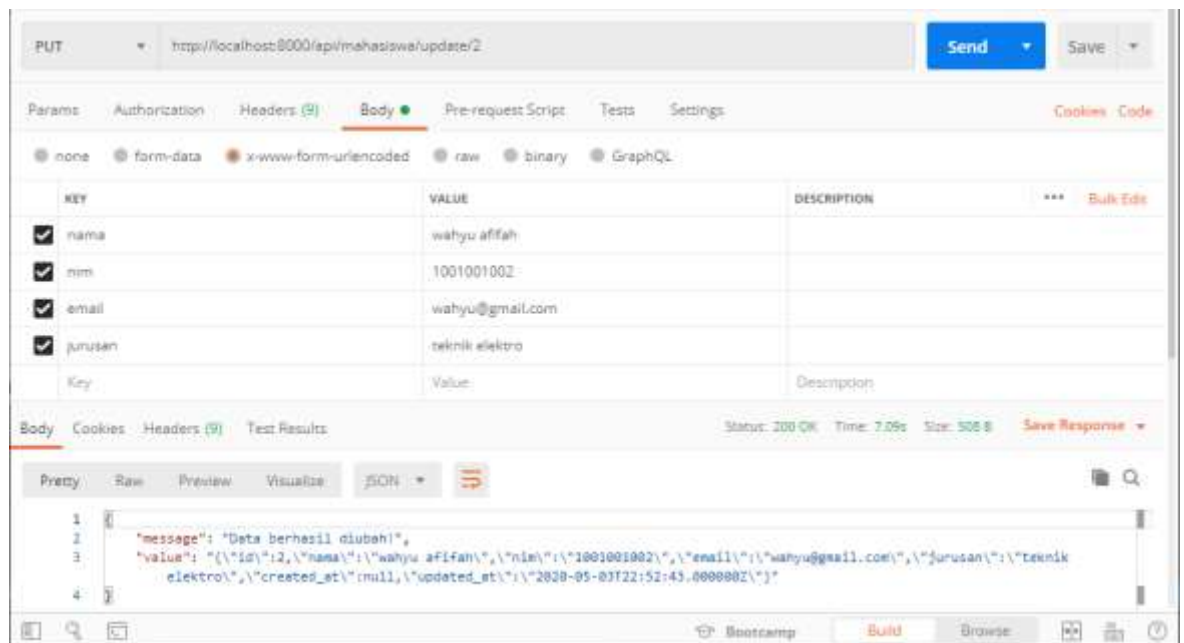 PUT http://localhost:8000/api/mahasiswa/update/2 Send Save
Params Authorization Headers (9) Body Pre-request Script Tests Settings Cookies Code
none form-data x-www-form-urlencoded raw binary GraphQL
KEY VALUE DESCRIPTION ••• Bulk Edit
nama wahyu afifah
nim 1001001002
email wahyu@gmail.com
jurusan teknik elektro
Key Value Description
Body Cookies Headers (9) Test Results Status: 200 OK Time: 7.09s Size: 508 B Save Response
Pretty Raw Preview Visualize JSON
1 {
2 "message": "Data berhasil diubah!",
3 "value": "{\"id\":2,\"nama\":\"wahyu afifah\",\"nim\":\"1001001002\",\"email\":\"wahyu@gmail.com\",\"jurusan\":\"teknik
elektro\",\"created_at\":null,\"updated_at\":\"2020-05-03T22:52:43.000000Z\"}"
4 }
Bootcamp Build Browse